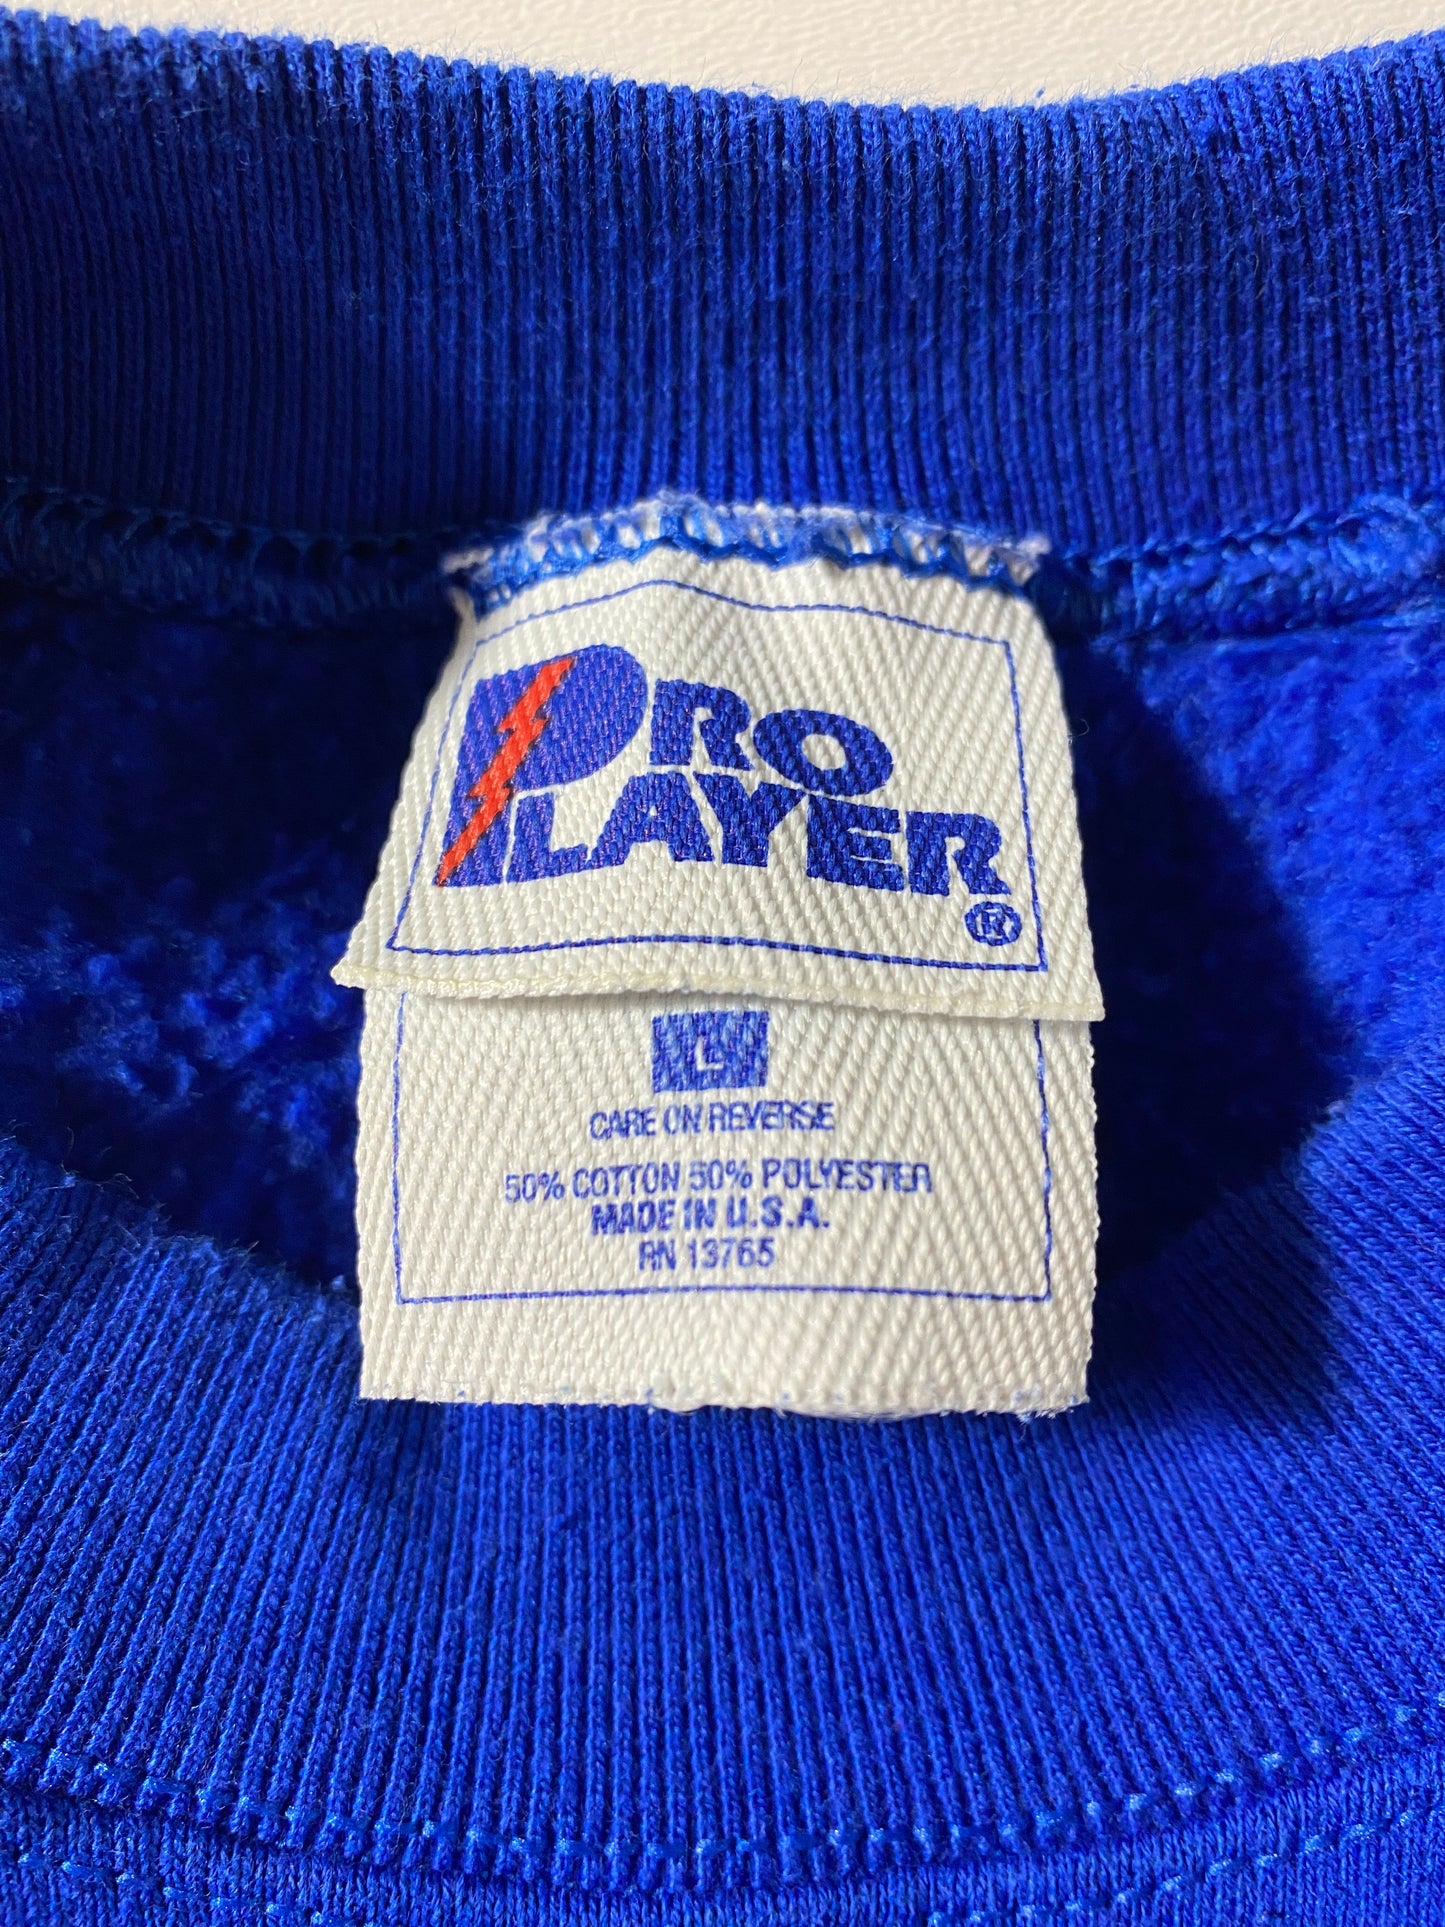 PRO
PLAYER
®
L
CARE ON REVERSE
50% COTTON 50% POLYESTER
MADE IN U.S.A.
RN 13765